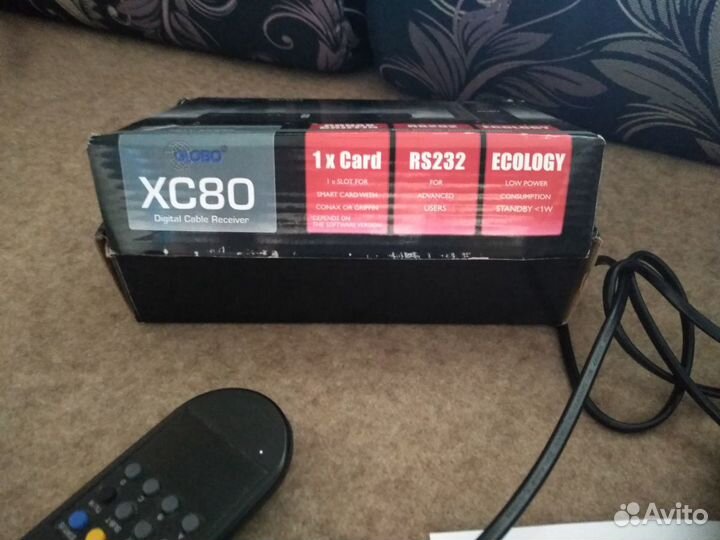 GLOBO
XC80
Digital Cable Receiver
1 x Card
1 x SLOT FOR
SMART CARD WITH
CONAX OR GRIFFIN
DEPENDS ON
THE SOFTWARE VERSION
RS232
FOR
ADVANCED
USERS
ECOLOGY
LOW POWER
CONSUMPTION
STANDBY <1W
Avito